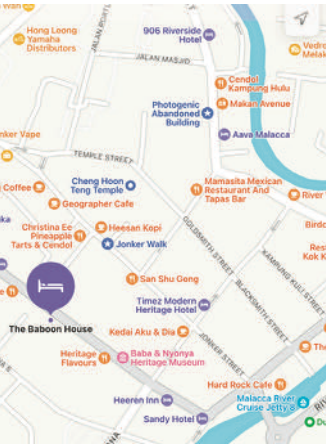 Hong Loong
Yamaha
Distributors
JALAN
906 Riverside
Hotel
JALAN MASJID
Cendol
Kampung Hulu
Makan Avenue
Photogenic
Abandoned
Building
Aava Malacca
Vape
TEMPLE STREET
Cheng Hoon
Teng Temple
Mamasita Mexican
Restaurant And
Tapas Bar
River
Coffee
Geographer Cafe
Christina Ee
Pineapple
Tarts & Cendol
Heesan Kopi
Jonker Walk
GOLDSMITH STREET
KAMPUNG KULI STREET
San Shu Gong
BLACKSMITH STREET
Timez Modern
Heritage Hotel
The Baboon House
Kedai Aku & Dia
JONKER STREET
Heritage
Flavours
Baba & Nyonya
Heritage Museum
Hard Rock Cafe
Malacca River
Cruise Jetty 8
Heeren Inn
Sandy Hotel